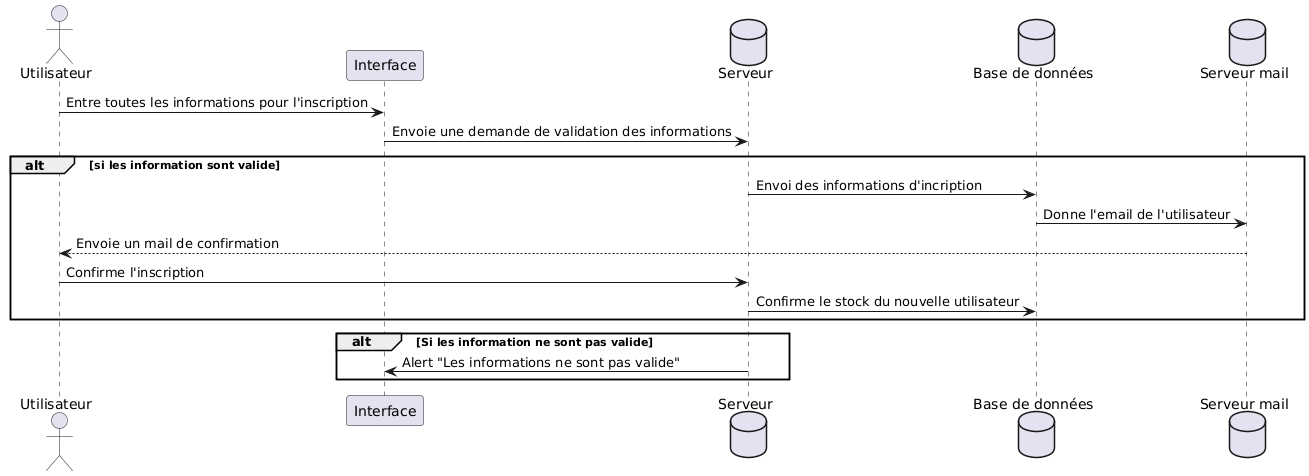 Utilisateur
Interface
Serveur
Base de données
Serveur mail
Entre toutes les informations pour l'inscription
Envoie une demande de validation des informations
alt [si les information sont valide]
Envoi des informations d'incription
Donne l'email de l'utilisateur
Envoie un mail de confirmation
Confirme l'inscription
Confirme le stock du nouvelle utilisateur
alt [Si les information ne sont pas valide]
Alert "Les informations ne sont pas valide"
Utilisateur
Interface
Serveur
Base de données
Serveur mail